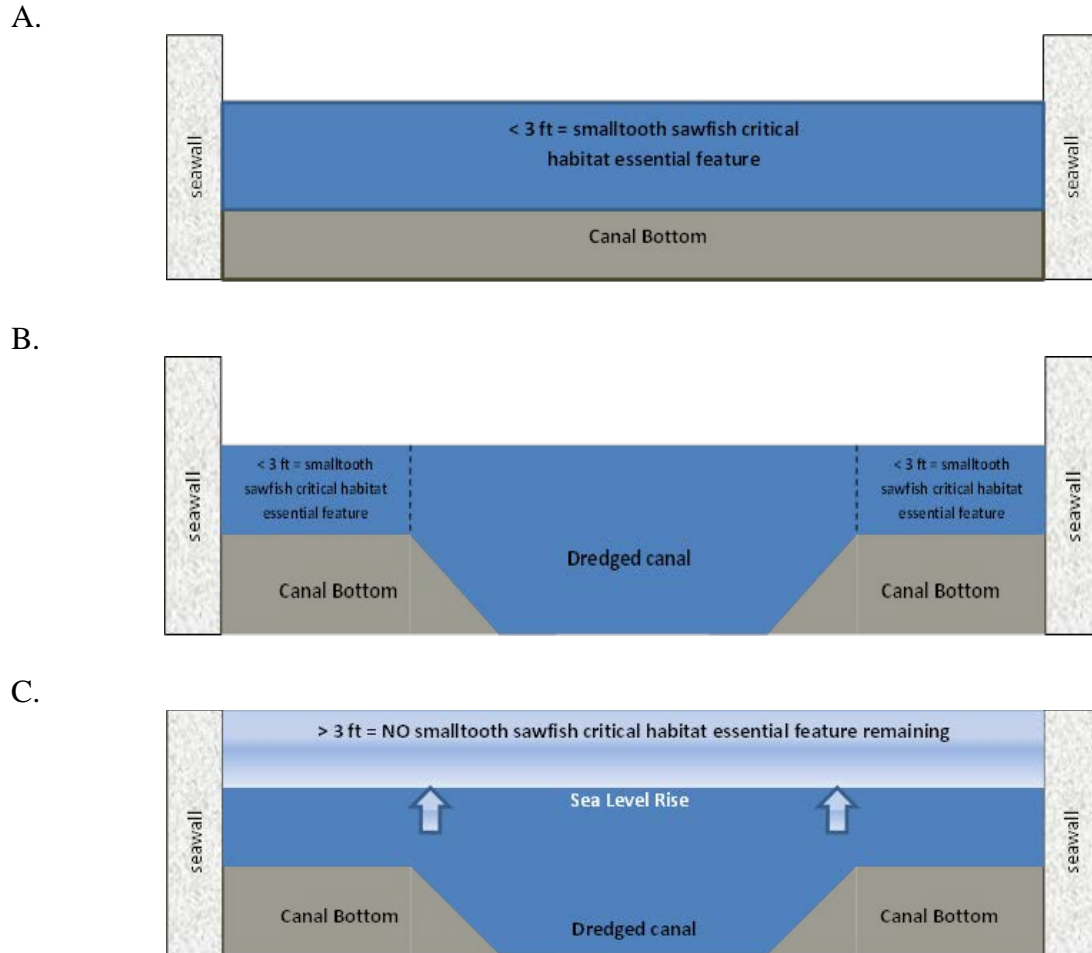 A.
seawall
< 3 ft = smalltooth sawfish critical
habitat essential feature
Canal Bottom
seawall
B.
seawall
< 3 ft = smalltooth
sawfish critical habitat
essential feature
Canal Bottom
Dredged canal
< 3 ft = smalltooth
sawfish critical habitat
essential feature
Canal Bottom
seawall
C.
seawall
> 3 ft = NO smalltooth sawfish critical habitat essential feature remaining
Sea Level Rise
Canal Bottom
Dredged canal
Canal Bottom
seawall